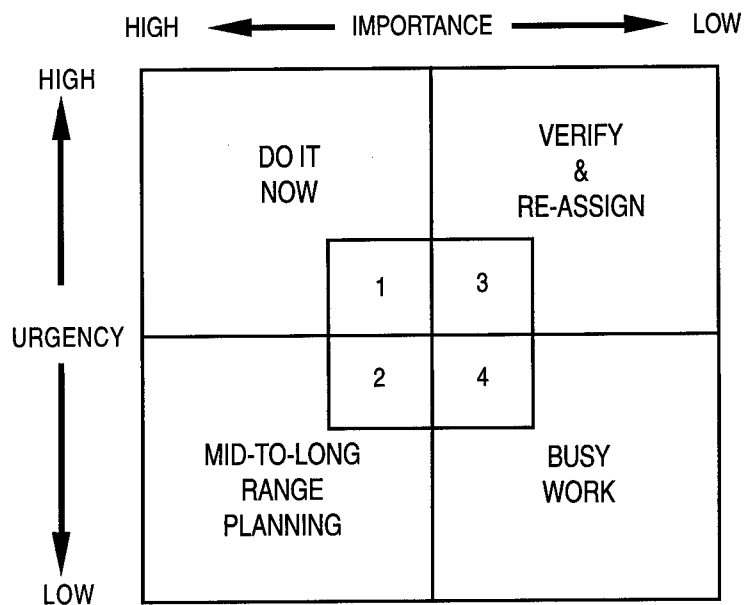 HIGH IMPORTANCE LOW
HIGH
DO IT
NOW
VERIFY
&
RE-ASSIGN
1
3
URGENCY
2
4
MID-TO-LONG
RANGE
PLANNING
BUSY
WORK
LOW